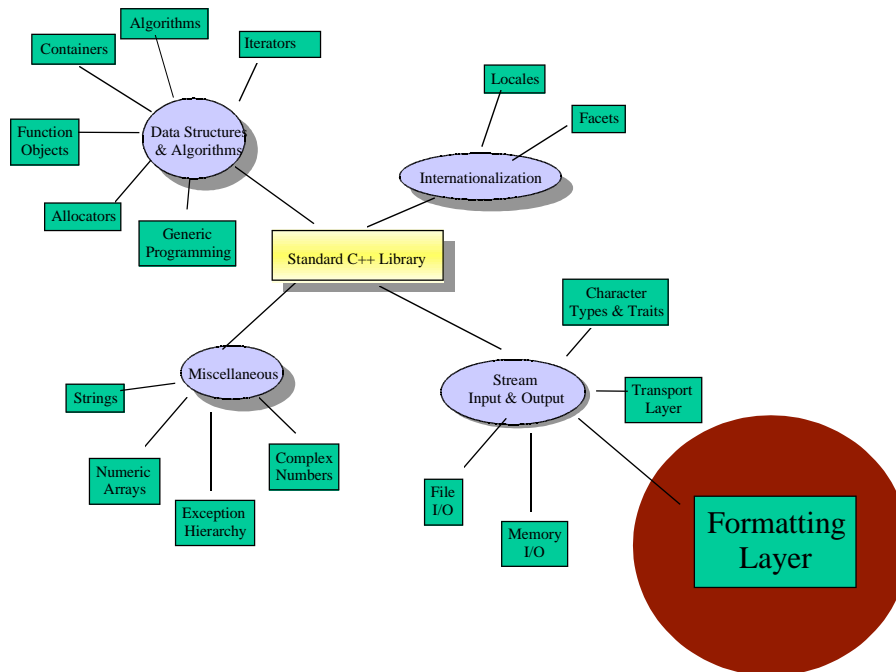 Algorithms
Containers
Iterators
Locales
Facets
Function
Objects
Data Structures
& Algorithms
Internationalization
Allocators
Generic
Programming
Standard C++ Library
Character
Types & Traits
Miscellaneous
Stream
Input & Output
Strings
Transport
Layer
Numeric
Arrays
Complex
Numbers
Exception
Hierarchy
File
I/O
Memory
I/O
Formatting
Layer